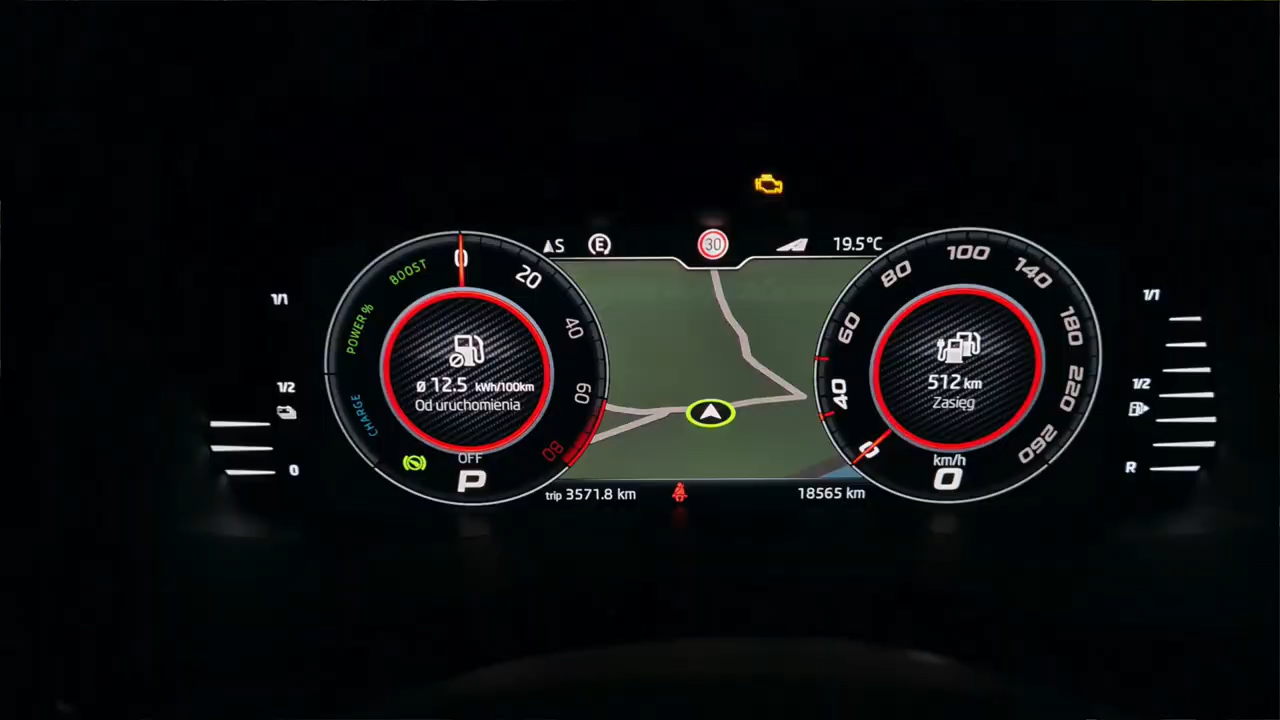 S
E
30
19.5°C
BOOST
POWER %
CHARGE
0
20
40
60
80
ø 12.5 kWh/100km
Od uruchomienia
OFF
P
1/1
1/2
0
trip 3571.8 km
18565 km
0
40
60
80
100
140
180
220
260
512 km
Zasięg
km/h
0
1/1
1/2
R